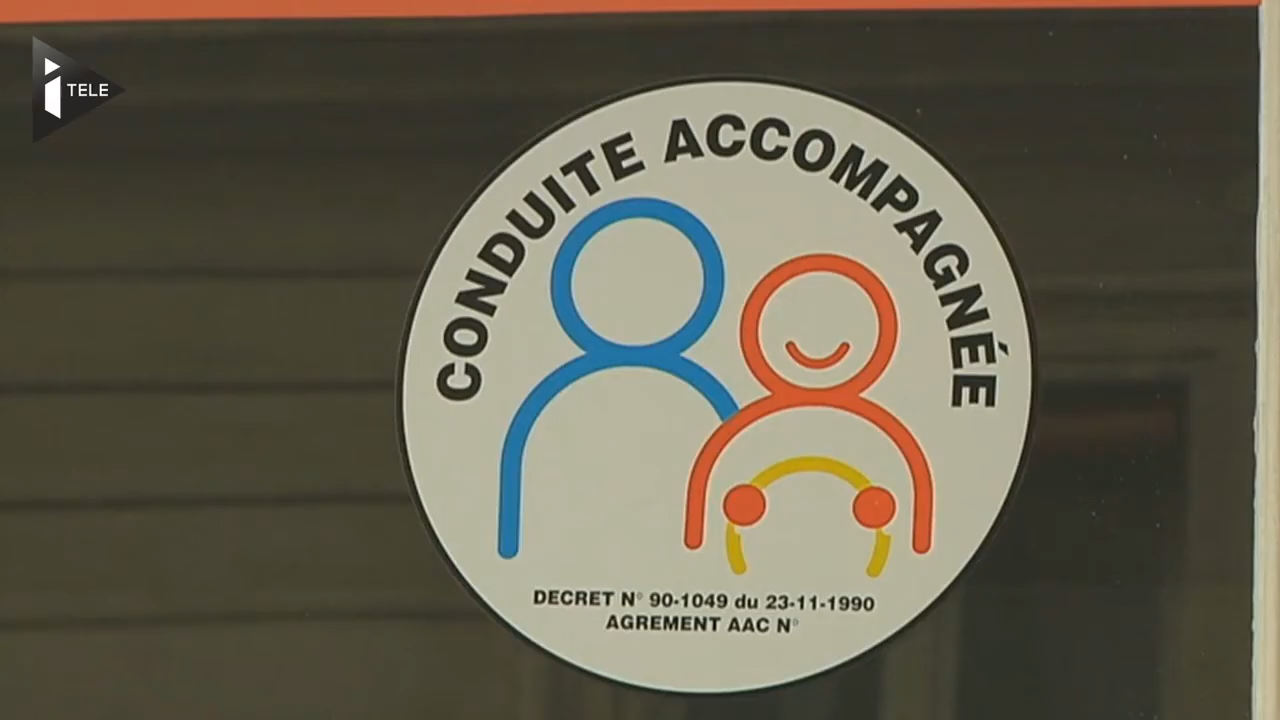 i TELE
CONDUITE ACCOMPAGNÉE
DECRET N° 90-1049 du 23-11-1990
AGREMENT AAC N°